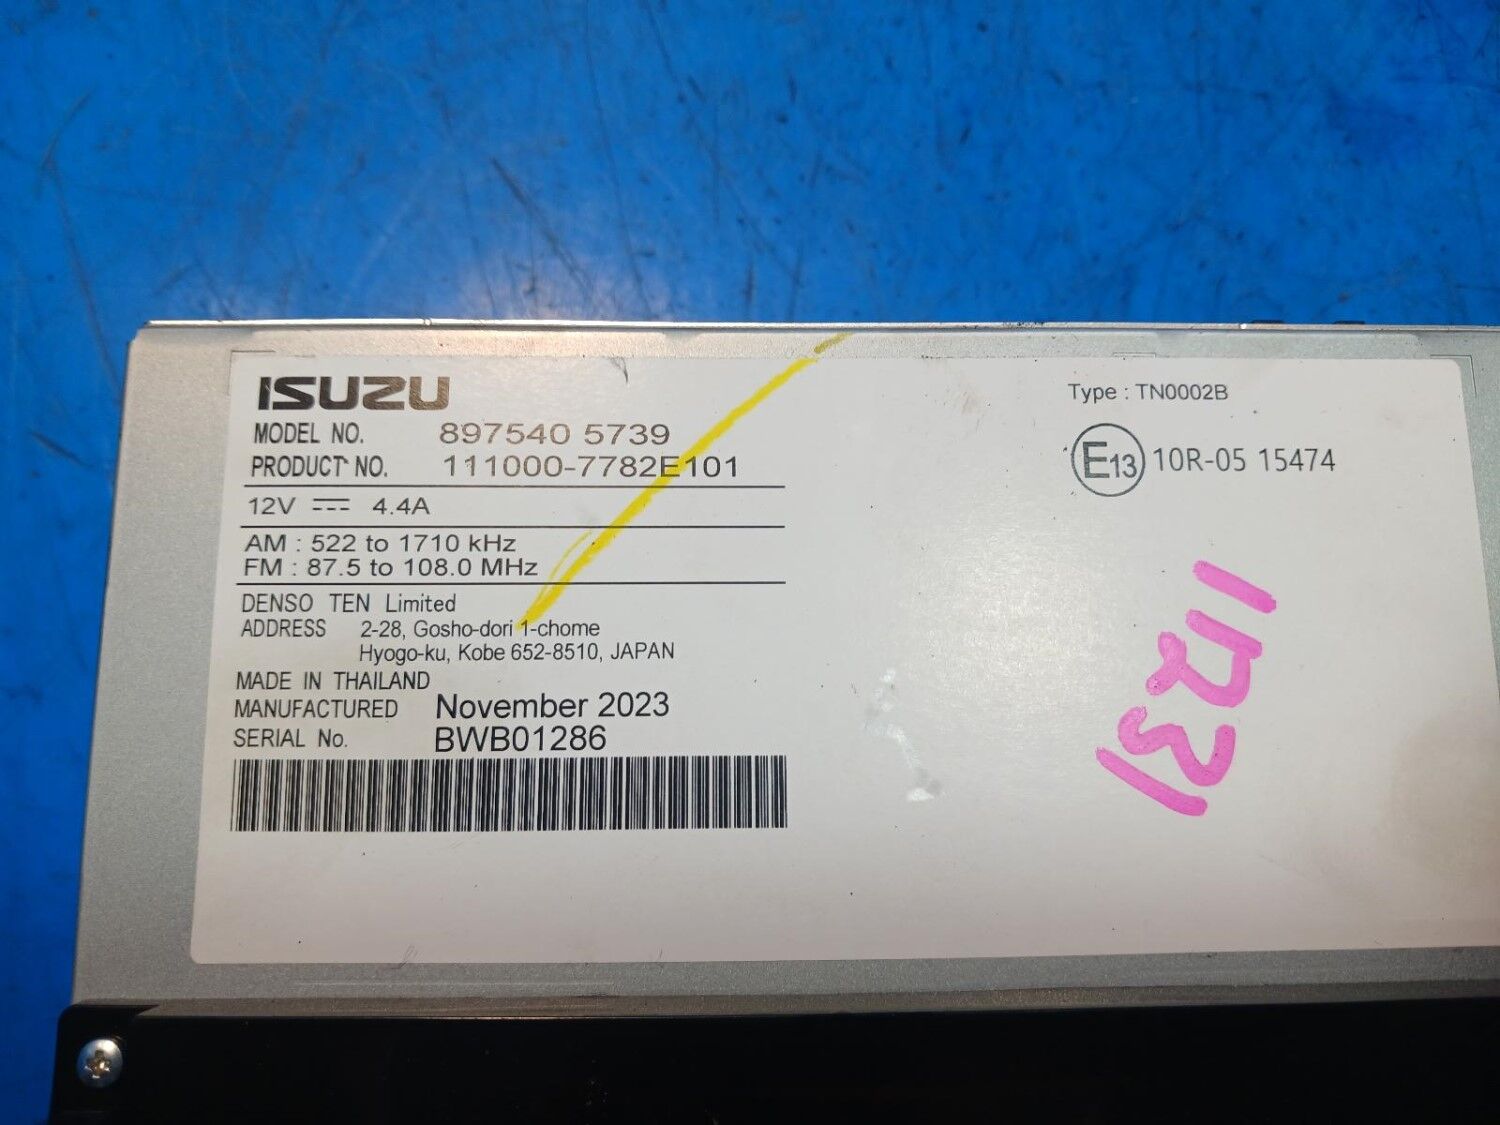 ISUZU
MODEL NO. 897540 5739
PRODUCT NO. 111000-7782E101
12V 4.4A
AM : 522 to 1710 kHz
FM : 87.5 to 108.0 MHz
DENSO TEN Limited
ADDRESS 2-28, Gosho-dori 1-chome
Hyogo-ku, Kobe 652-8510, JAPAN
MADE IN THAILAND
MANUFACTURED November 2023
SERIAL No. BWB01286
Type : TN0002B
E13 10R-05 15474